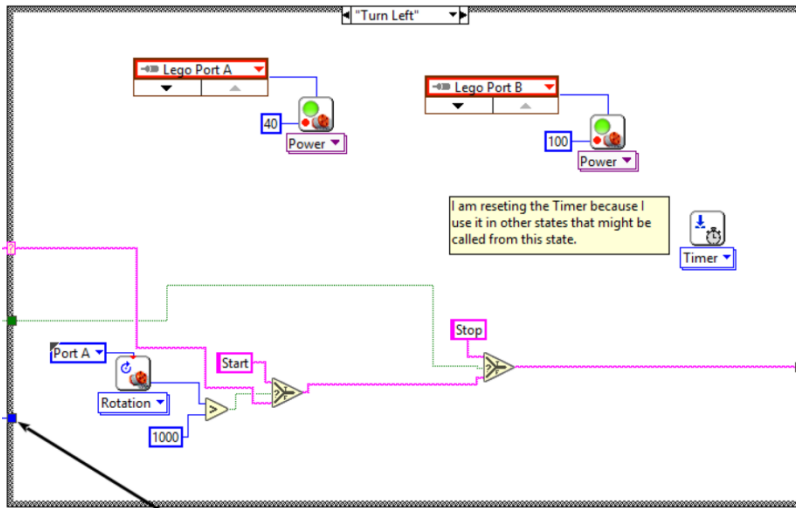 "Turn Left"
Lego Port A
40
Power
Lego Port B
100
Power
I am resetting the Timer because I
use it in other states that might be
called from this state.
Timer
?
Stop
Port A
Start
? T F
? T F
Rotation
>
1000